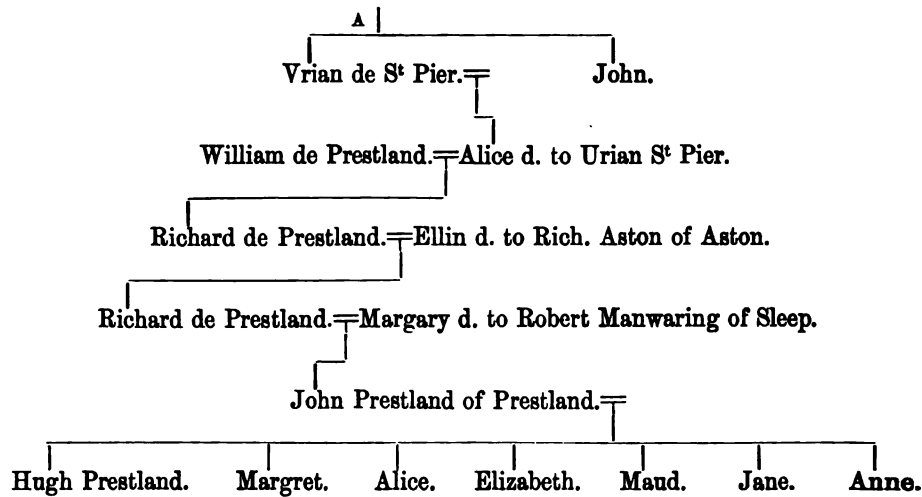 A
Vrian de St Pier. John.
William de Prestland.=Alice d. to Urian St Pier.
Richard de Prestland.=Ellin d. to Rich. Aston of Aston.
Richard de Prestland.=Margary d. to Robert Manwaring of Sleep.
John Prestland of Prestland.=
Hugh Prestland. Margret. Alice. Elizabeth. Maud. Jane. Anne.